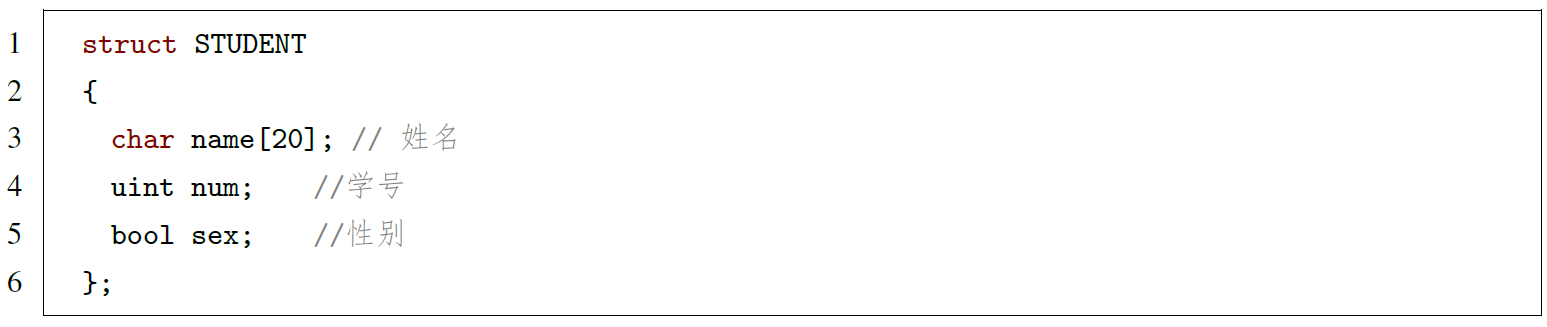 1 struct STUDENT
2 {
3 char name[20]; // 姓名
4 uint num; //学号
5 bool sex; //性别
6 };